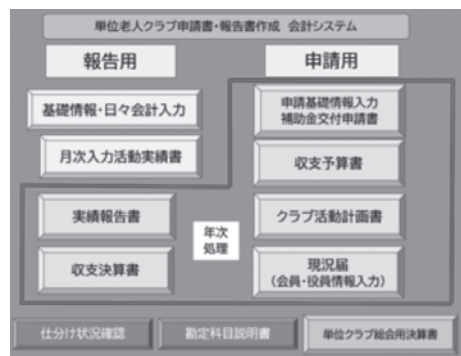 単位老人クラブ申請書・報告書作成 会計システム
報告用
申請用
基礎情報・日々会計入力
月次入力活動実績書
実績報告書
収支決算書
年次
処理
申請基礎情報入力
補助金交付申請書
収支予算書
クラブ活動計画書
現況届
(会員・役員情報入力)
仕分け状況確認
勘定科目説明書
単位クラブ総会用決算書